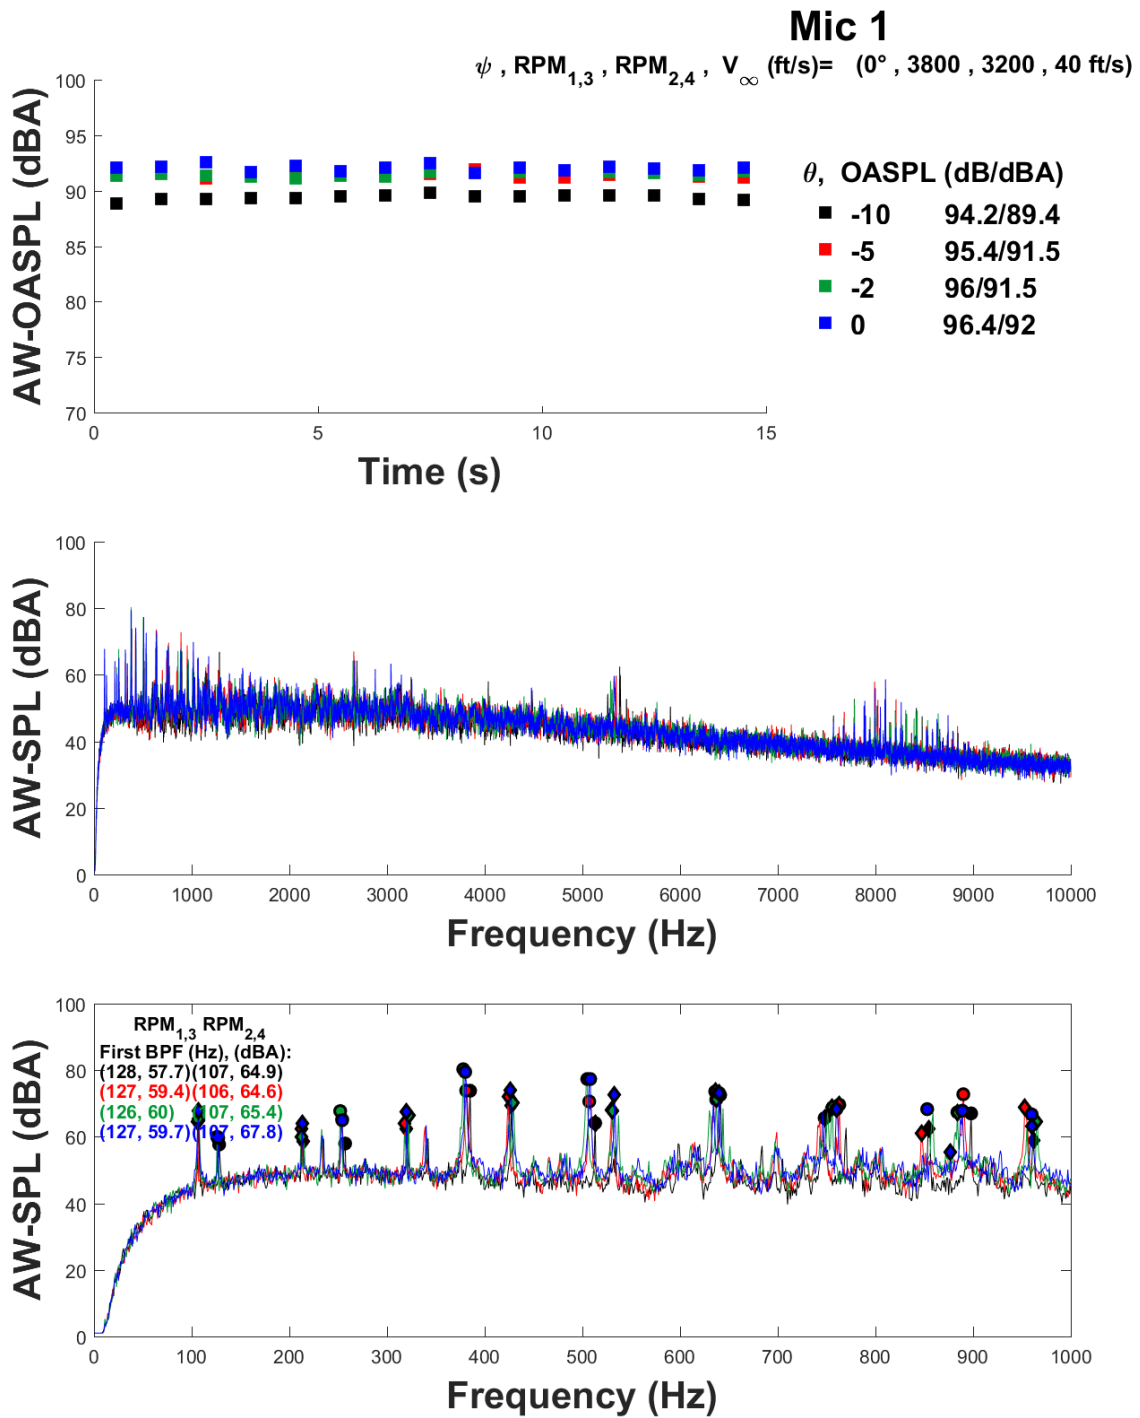 Mic 1
ψ , RPM1,3 , RPM2,4 , V∞ (ft/s)= (0° , 3800 , 3200 , 40 ft/s)
AW-OASPL (dBA)
100
95
90
85
80
75
70
0 5 10 15
Time (s)
θ, OASPL (dB/dBA)
-10 94.2/89.4
-5 95.4/91.5
-2 96/91.5
0 96.4/92
AW-SPL (dBA)
100
80
60
40
20
0
0 1000 2000 3000 4000 5000 6000 7000 8000 9000 10000
Frequency (Hz)
AW-SPL (dBA)
100
80
60
40
20
0
RPM1,3 RPM2,4
First BPF (Hz), (dBA):
(128, 57.7)(107, 64.9)
(127, 59.4)(106, 64.6)
(126, 60) (107, 65.4)
(127, 59.7)(107, 67.8)
0 100 200 300 400 500 600 700 800 900 1000
Frequency (Hz)